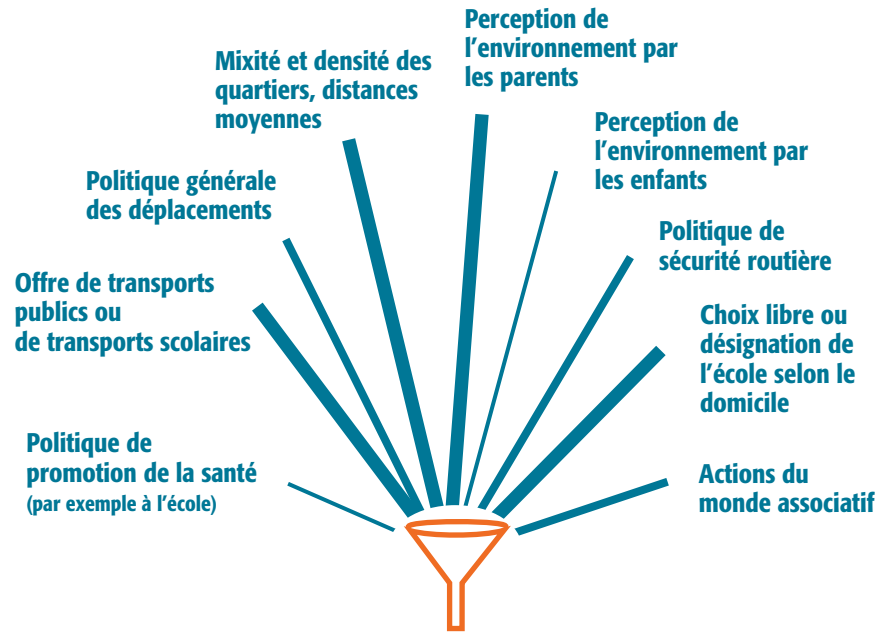 Perception de
l’environnement par
les parents
Mixité et densité des
quartiers, distances
moyennes
Perception de
l’environnement par
les enfants
Politique générale
des déplacements
Politique de
sécurité routière
Offre de transports
publics ou
de transports scolaires
Choix libre ou
désignation de
l’école selon le
domicile
Politique de
promotion de la santé
(par exemple à l’école)
Actions du
monde associatif